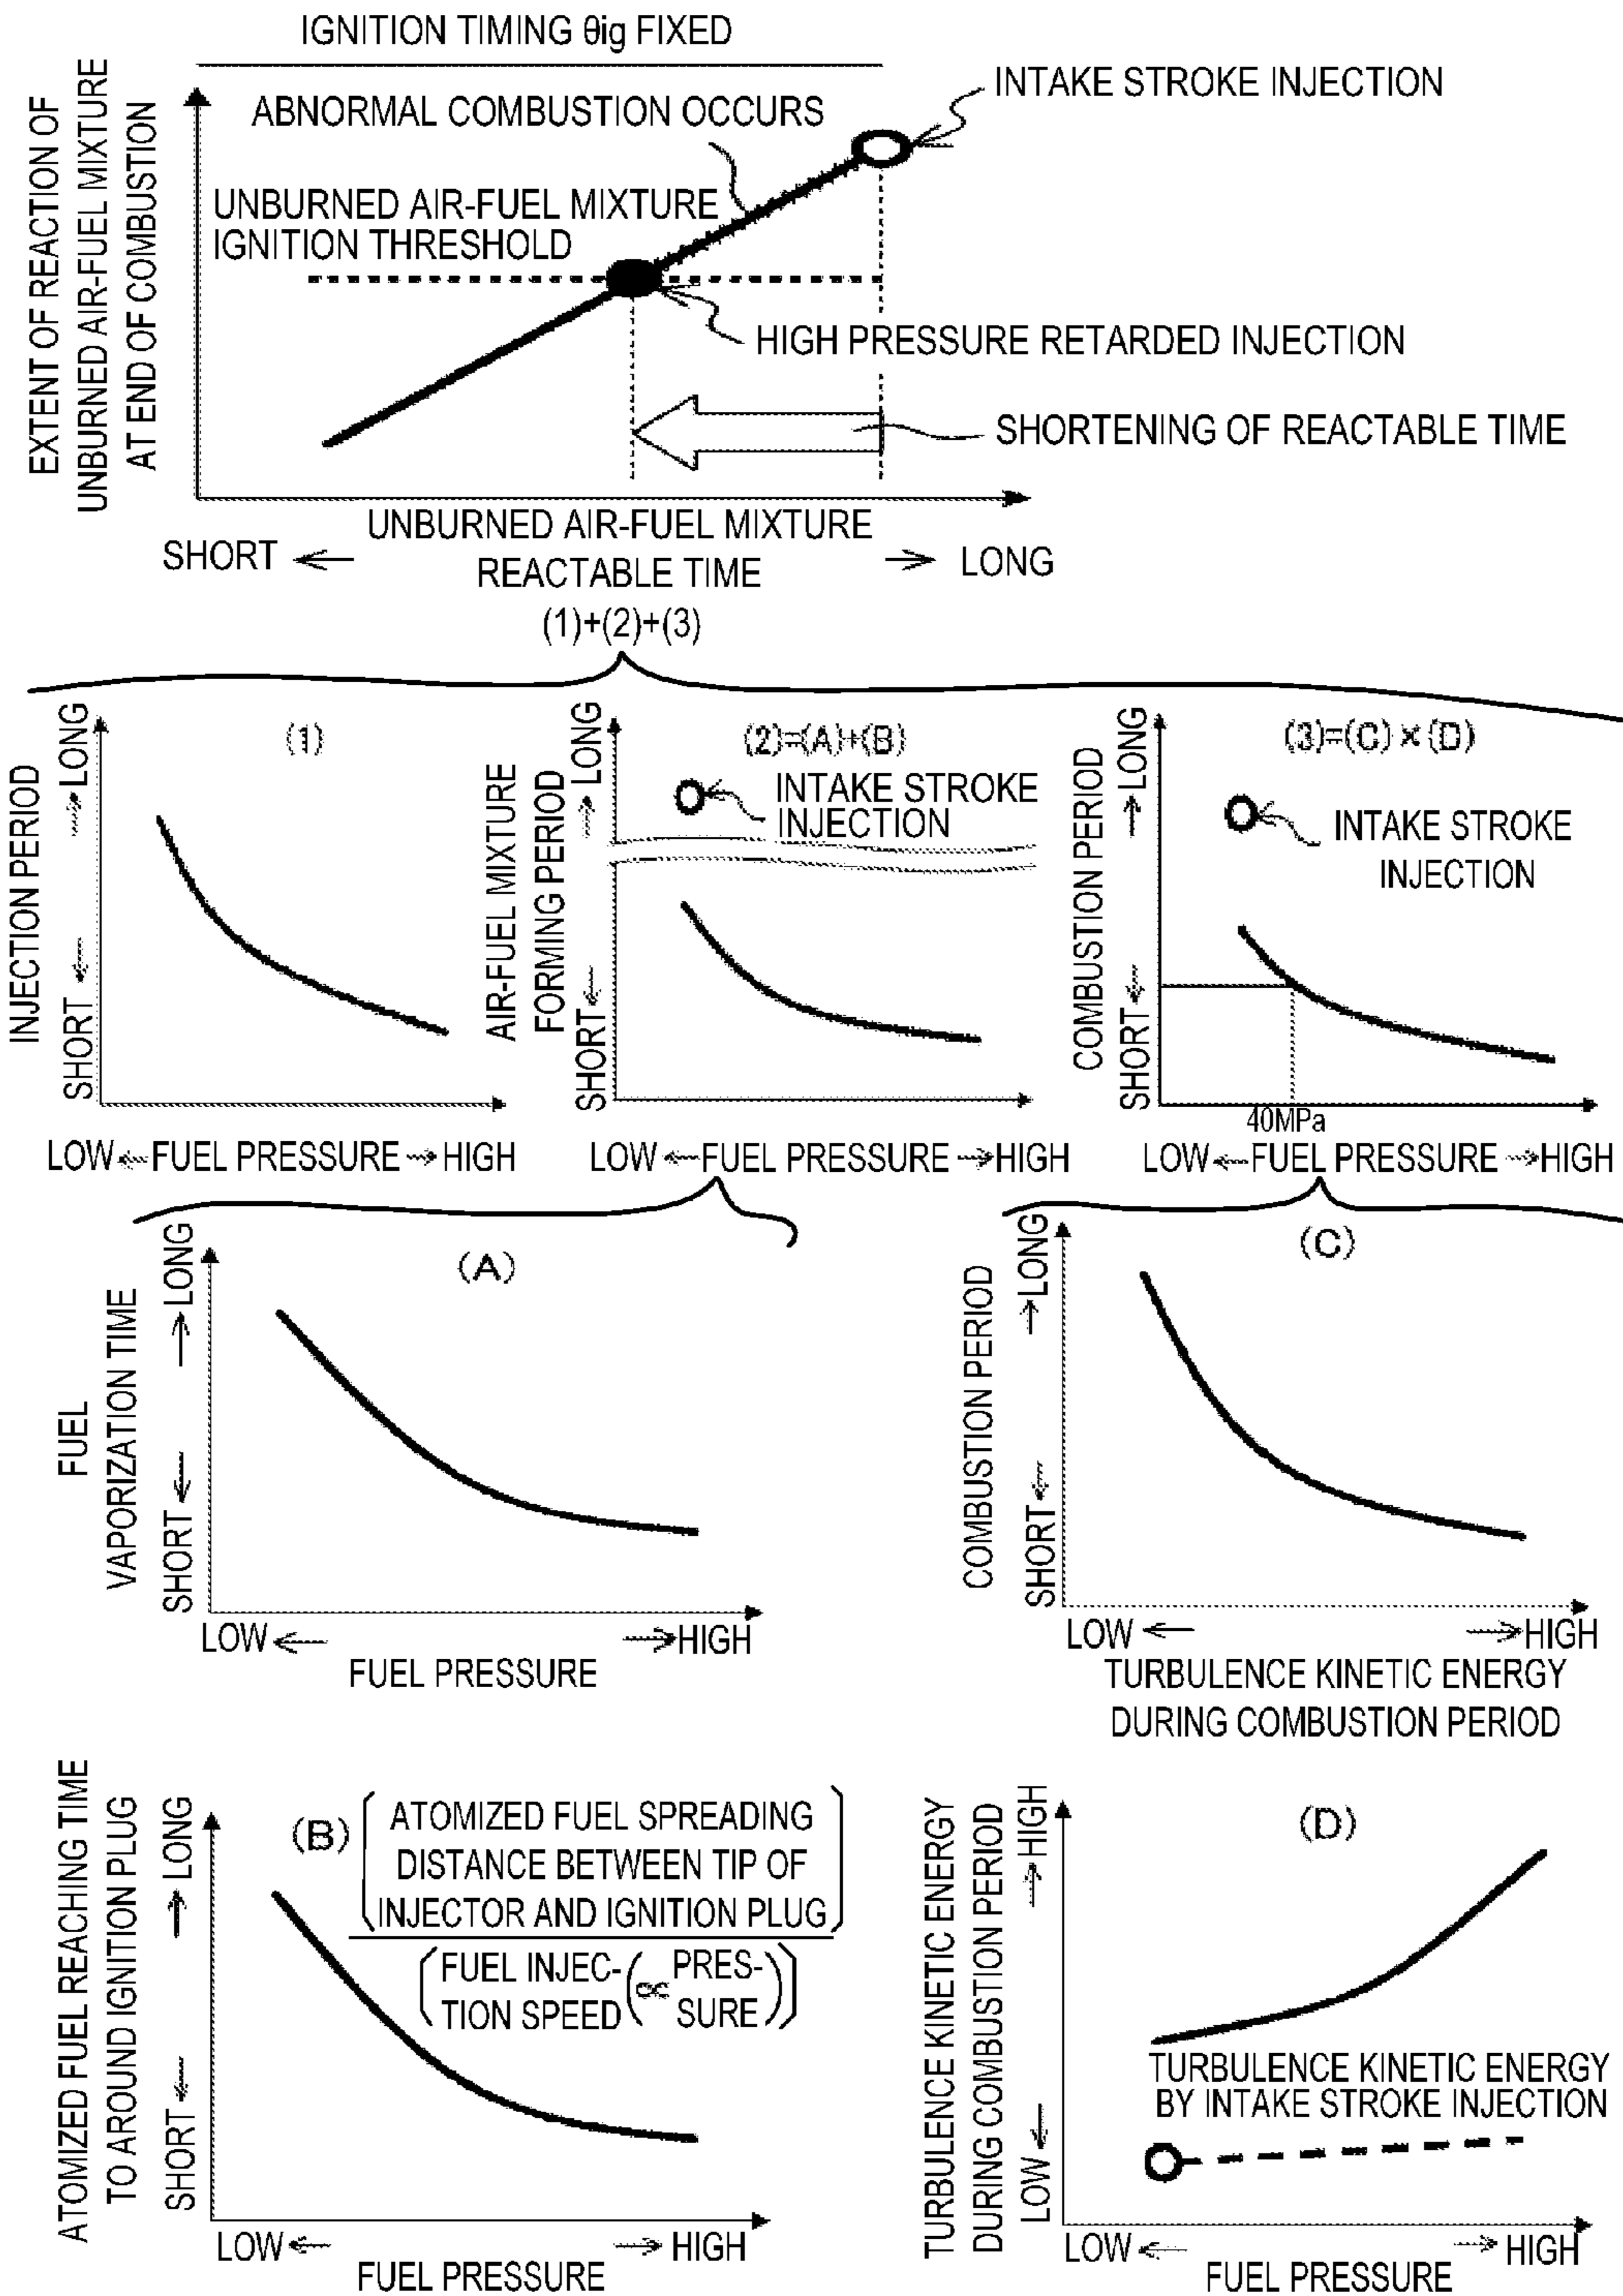 IGNITION TIMING θig FIXED
EXTENT OF REACTION OF
UNBURNED AIR-FUEL MIXTURE
AT END OF COMBUSTION
ABNORMAL COMBUSTION OCCURS
INTAKE STROKE INJECTION
UNBURNED AIR-FUEL MIXTURE
IGNITION THRESHOLD
HIGH PRESSURE RETARDED INJECTION
SHORTENING OF REACTABLE TIME
SHORT ←
UNBURNED AIR-FUEL MIXTURE
REACTABLE TIME
→ LONG
(1)+(2)+(3)
INJECTION PERIOD
SHORT ← → LONG
(1)
LOW ← FUEL PRESSURE → HIGH
AIR-FUEL MIXTURE
FORMING PERIOD
SHORT ← → LONG
(2)=(A)+(B)
INTAKE STROKE
INJECTION
LOW ← FUEL PRESSURE → HIGH
COMBUSTION PERIOD
SHORT ← → LONG
(3)=(C)×(D)
INTAKE STROKE
INJECTION
40MPa
LOW ← FUEL PRESSURE → HIGH
FUEL
VAPORIZATION TIME
SHORT ← → LONG
(A)
LOW ← → HIGH
FUEL PRESSURE
COMBUSTION PERIOD
SHORT ← → LONG
(C)
LOW ← → HIGH
TURBULENCE KINETIC ENERGY
DURING COMBUSTION PERIOD
ATOMIZED FUEL REACHING TIME
TO AROUND IGNITION PLUG
SHORT ← → LONG
(B)
ATOMIZED FUEL SPREADING
DISTANCE BETWEEN TIP OF
INJECTOR AND IGNITION PLUG
FUEL INJEC- (∝ PRES-
TION SPEED SURE)
LOW ← → HIGH
FUEL PRESSURE
TURBULENCE KINETIC ENERGY
DURING COMBUSTION PERIOD
LOW ← → HIGH
(D)
TURBULENCE KINETIC ENERGY
BY INTAKE STROKE INJECTION
LOW ← → HIGH
FUEL PRESSURE